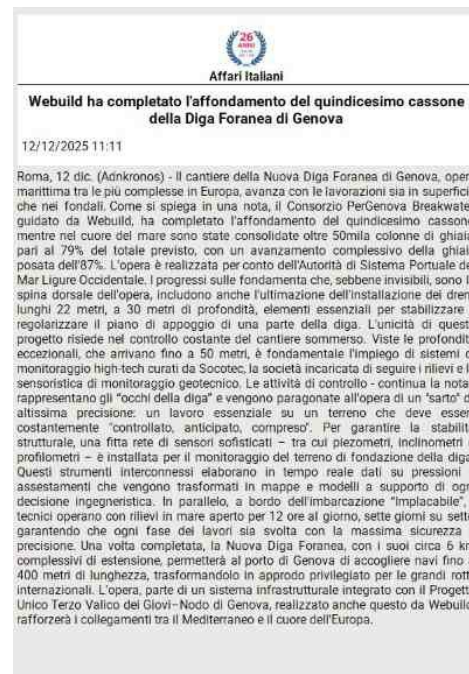 26
ANNI
Affari Italiani
Webuild ha completato l'affondamento del quindicesimo cassone
della Diga Foranea di Genova
12/12/2025 11:11
Roma, 12 dic. (Adnkronos) - Il cantiere della Nuova Diga Foranea di Genova, oper
marittima tra le più complesse in Europa, avanza con le lavorazioni sia in superfici
che nei fondali. Come si spiega in una nota, il Consorzio PerGenova Breakwate
guidato da Webuild, ha completato l'affondamento del quindicesimo cassone
mentre nel cuore del mare sono state consolidate oltre 50mila colonne di ghiaia
pari al 79% del totale previsto, con un avanzamento complessivo della ghiai
posata dell'87%. L'opera è realizzata per conto dell'Autorità di Sistema Portuale de
Mar Ligure Occidentale. I progressi sulle fondamenta che, sebbene invisibili, sono l
spina dorsale dell'opera, includono anche l'ultimazione dell'installazione dei dren
lunghi 22 metri, a 30 metri di profondità, elementi essenziali per stabilizzare
regolarizzare il piano di appoggio di una parte della diga. L'unicità di quest
progetto risiede nel controllo costante del cantiere sommerso. Viste le profondit
eccezionali, che arrivano fino a 50 metri, è fondamentale l'impiego di sistemi d
monitoraggio high-tech curati da Socotec, la società incaricata di seguire i rilievi e l
sensoristica di monitoraggio geotecnico. Le attività di controllo - continua la nota
rappresentano gli "occhi della diga" e vengono paragonate all'opera di un "sarto" d
altissima precisione: un lavoro essenziale su un terreno che deve esser
costantemente "controllato, anticipato, compreso". Per garantire la stabilit
strutturale, una fitta rete di sensori sofisticati – tra cui piezometri, inclinometri
profilometri – è installata per il monitoraggio del terreno di fondazione della diga
Questi strumenti interconnessi elaborano in tempo reale dati su pressioni
assestamenti che vengono trasformati in mappe e modelli a supporto di ogn
decisione ingegneristica. In parallelo, a bordo dell'imbarcazione "Implacabile",
tecnici operano con rilievi in mare aperto per 12 ore al giorno, sette giorni su sette
garantendo che ogni fase dei lavori sia svolta con la massima sicurezza
precisione. Una volta completata, la Nuova Diga Foranea, con i suoi circa 6 km
complessivi di estensione, permetterà al porto di Genova di accogliere navi fino
400 metri di lunghezza, trasformandolo in approdo privilegiato per le grandi rott
internazionali. L'opera, parte di un sistema infrastrutturale integrato con il Progett
Unico Terzo Valico dei Giovi–Nodo di Genova, realizzato anche questo da Webuild
rafforzerà i collegamenti tra il Mediterraneo e il cuore dell'Europa.